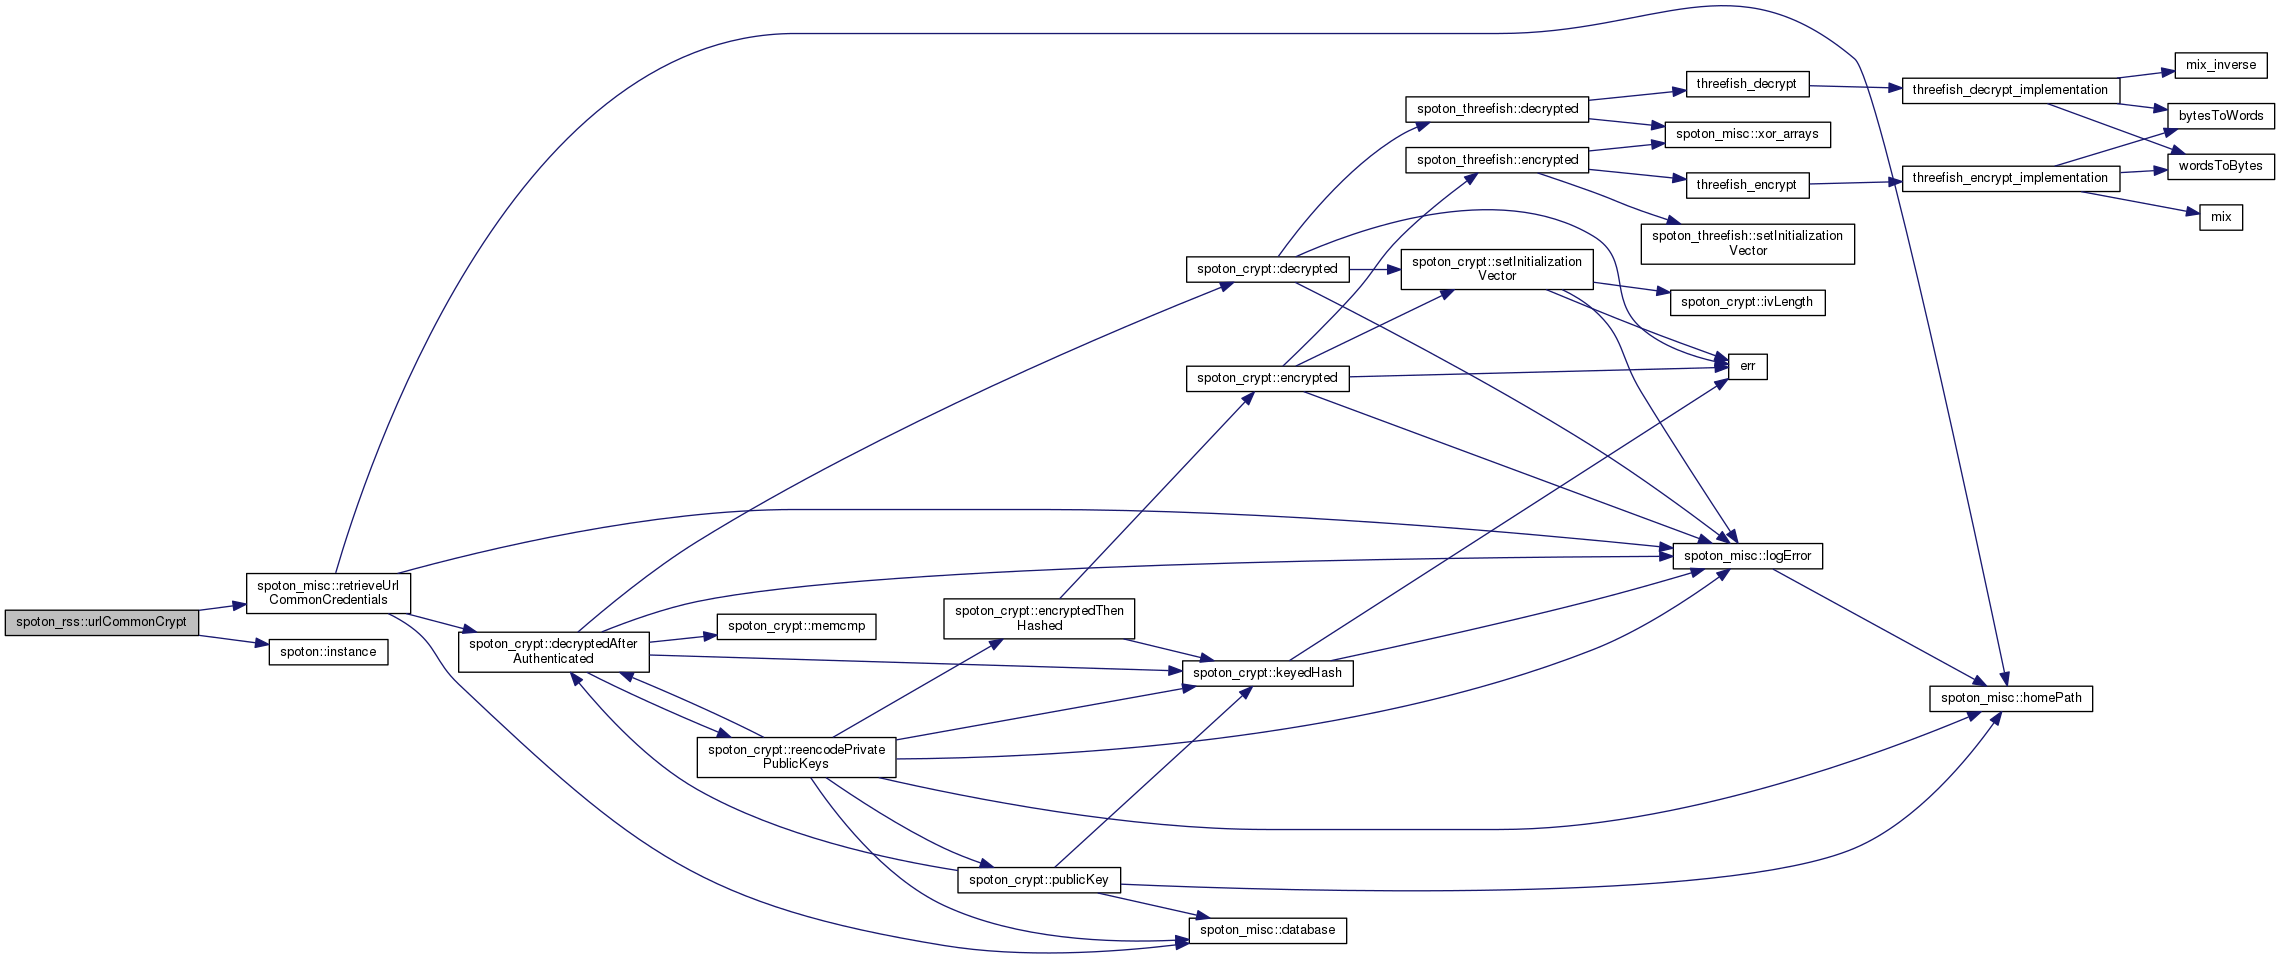 spoton_rss::urlCommonCrypt
spoton_misc::retrieveUrl
CommonCredentials
spoton::instance
spoton_crypt::decryptedAfter
Authenticated
spoton_crypt::memcmp
spoton_crypt::reencodePrivate
PublicKeys
spoton_crypt::encryptedThen
Hashed
spoton_crypt::publicKey
spoton_crypt::decrypted
spoton_crypt::encrypted
spoton_crypt::keyedHash
spoton_misc::database
spoton_threefish::decrypted
spoton_threefish::encrypted
spoton_crypt::setInitialization
Vector
threefish_decrypt
spoton_misc::xor_arrays
threefish_encrypt
spoton_threefish::setInitialization
Vector
spoton_crypt::ivLength
err
spoton_misc::logError
threefish_decrypt_implementation
threefish_encrypt_implementation
spoton_misc::homePath
mix_inverse
bytesToWords
wordsToBytes
mix